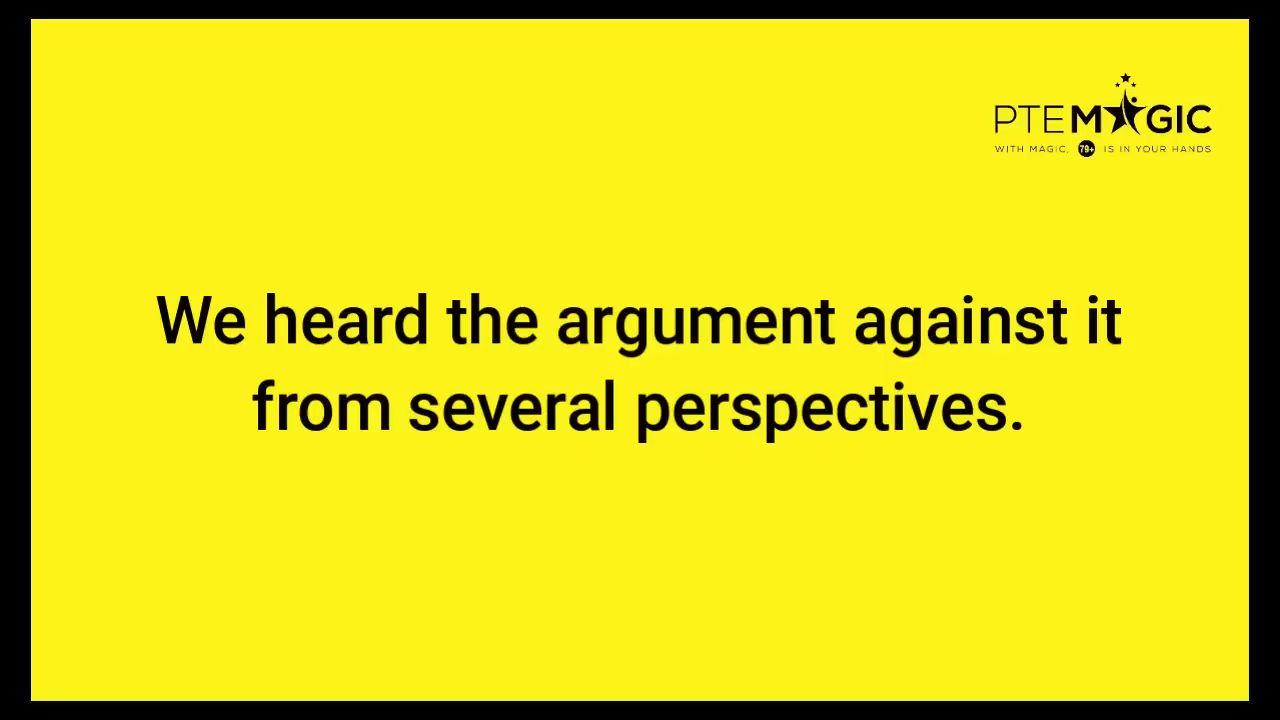 PTEMAGIC
WITH MAGIC, 79+ IS IN YOUR HANDS
We heard the argument against it
from several perspectives.